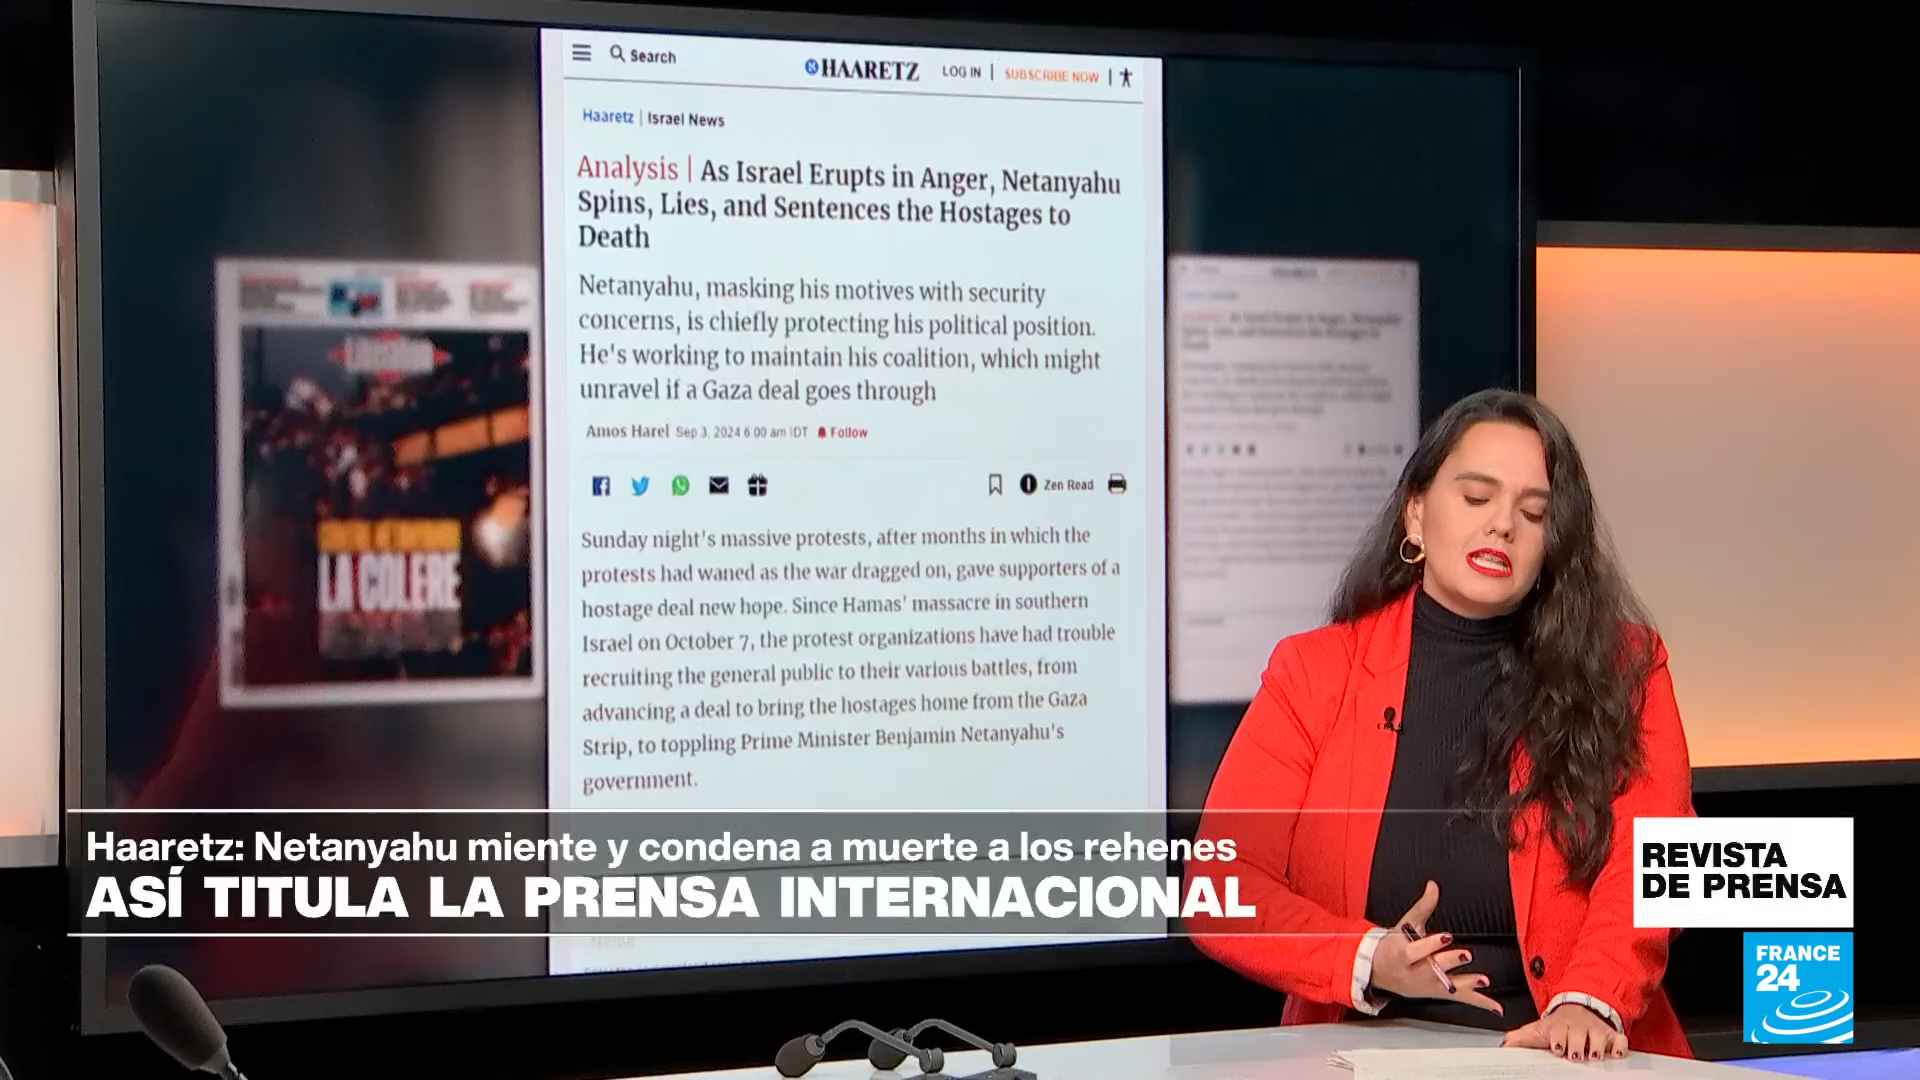 Search
HAARETZ
LOG IN
SUBSCRIBE NOW
Haaretz | Israel News
Analysis | As Israel Erupts in Anger, Netanyahu
Spins, Lies, and Sentences the Hostages to
Death
Netanyahu, masking his motives with security
concerns, is chiefly protecting his political position.
He's working to maintain his coalition, which might
unravel if a Gaza deal goes through
Amos Harel Sep 3, 2024 6:00 am IDT Follow
Zen Read
Sunday night's massive protests, after months in which the
protests had waned as the war dragged on, gave supporters of a
hostage deal new hope. Since Hamas' massacre in southern
Israel on October 7, the protest organizations have had trouble
recruiting the general public to their various battles, from
advancing a deal to bring the hostages home from the Gaza
Strip, to toppling Prime Minister Benjamin Netanyahu's
government.
LA COLÈRE
Haaretz: Netanyahu miente y condena a muerte a los rehenes
ASÍ TITULA LA PRENSA INTERNACIONAL
REVISTA
DE PRENSA
FRANCE
24